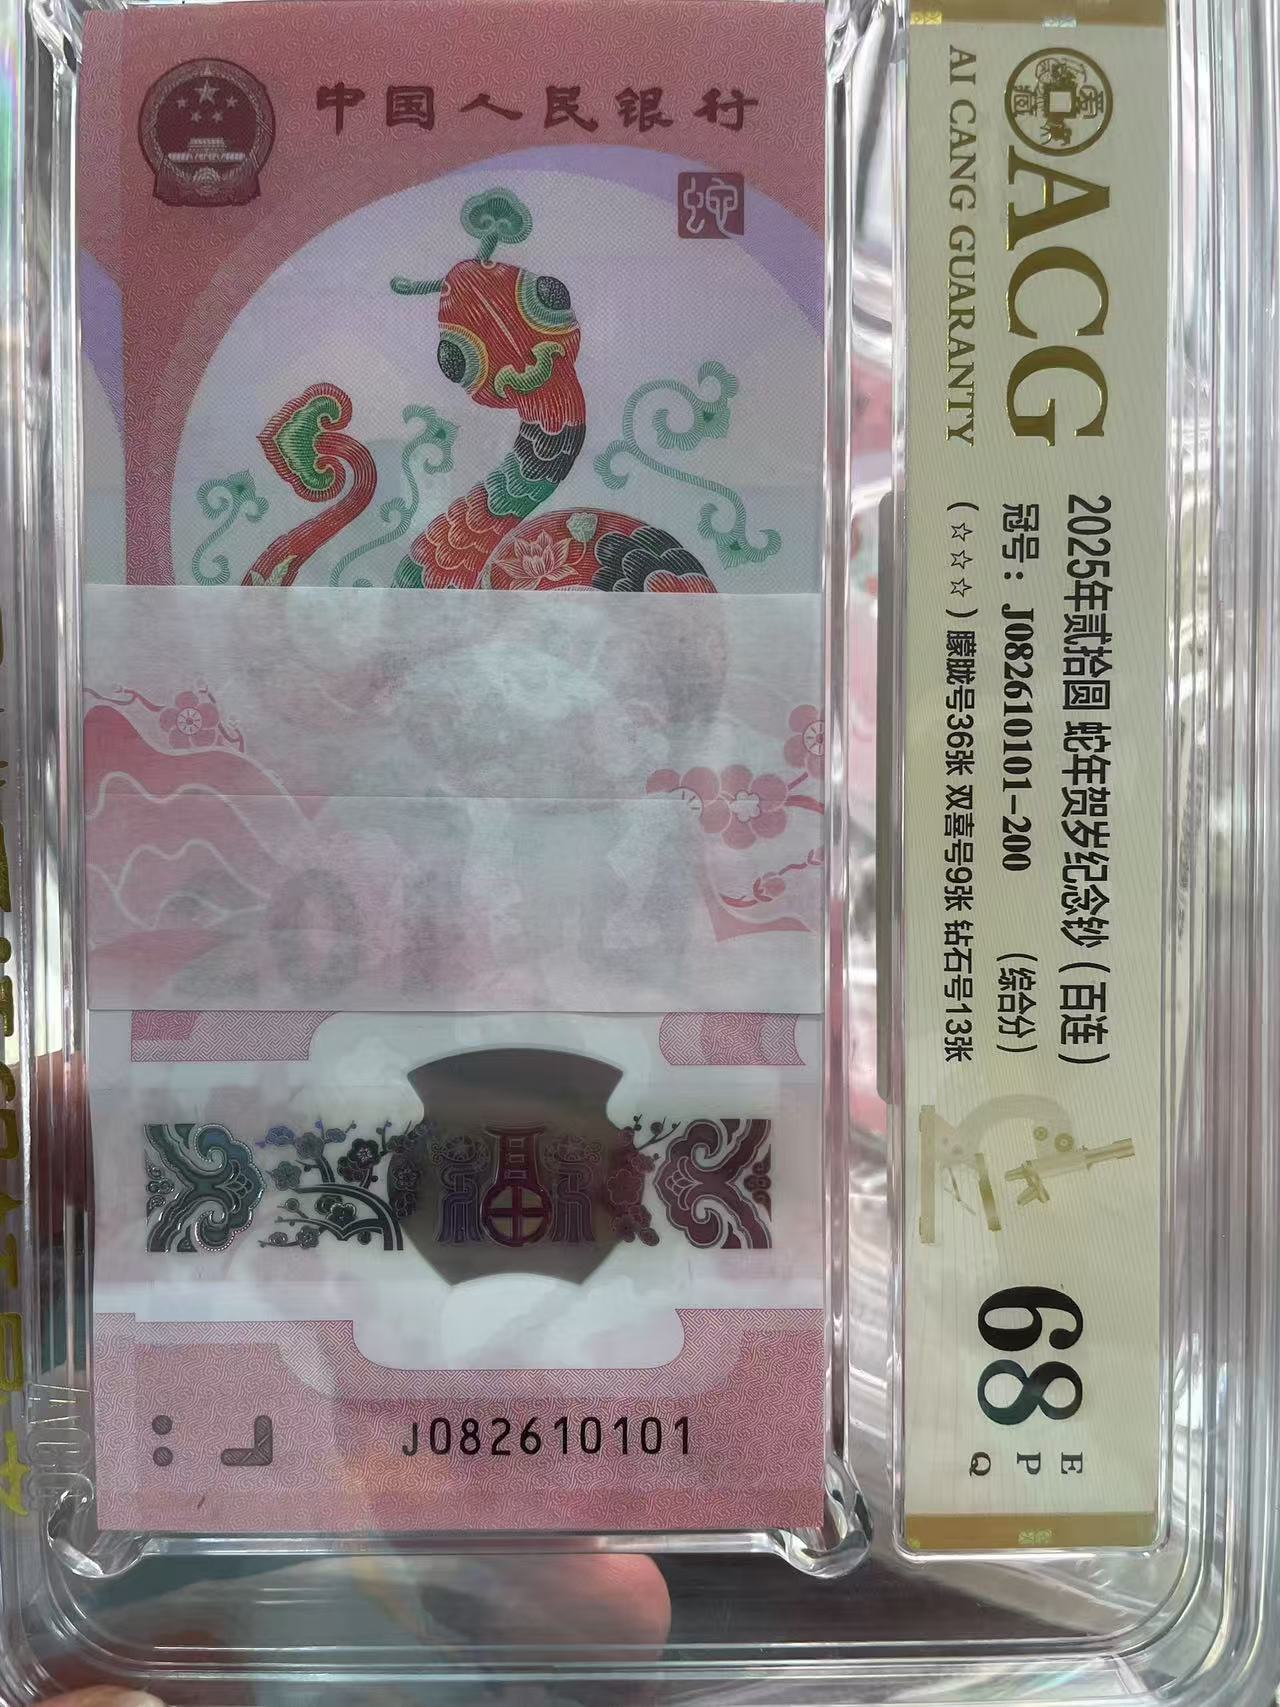 中国人民银行
蛇
J082610101
爱藏
ACG
AI CANG GUARANTY
2025年贰拾圆 蛇年贺岁纪念钞（百连）
冠号：J082610101-200 （综合分）
（☆☆☆）朦胧号36张 双喜号9张 钻石号13张
68
E
P
Q